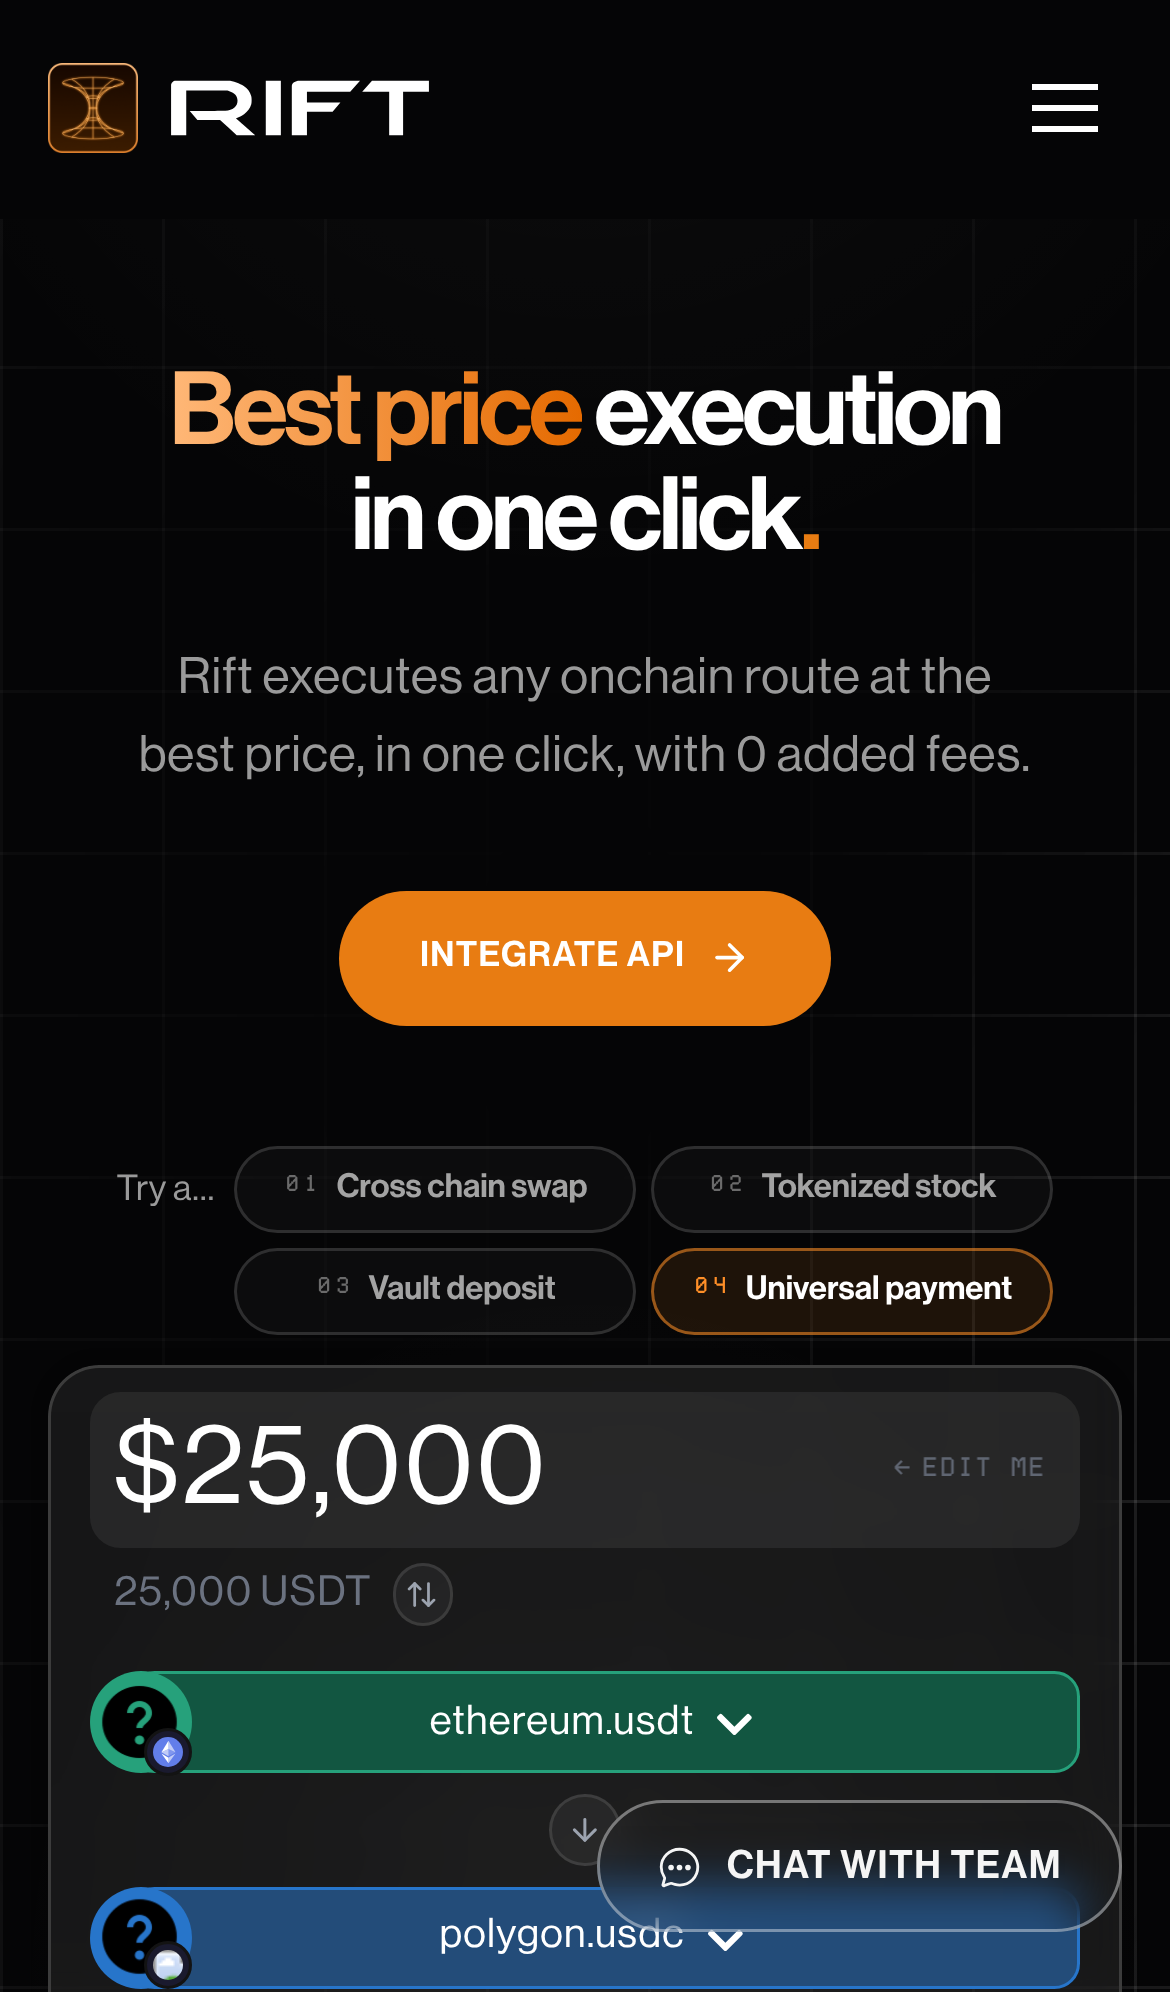 RIFT
Best price execution
in one click.
Rift executes any onchain route at the
best price, in one click, with 0 added fees.
INTEGRATE API
Try a... 01 Cross chain swap 02 Tokenized stock
03 Vault deposit 04 Universal payment
$25,000 ← EDIT ME
25,000 USDT
? ethereum.usdt
CHAT WITH TEAM
? polygon.usdc